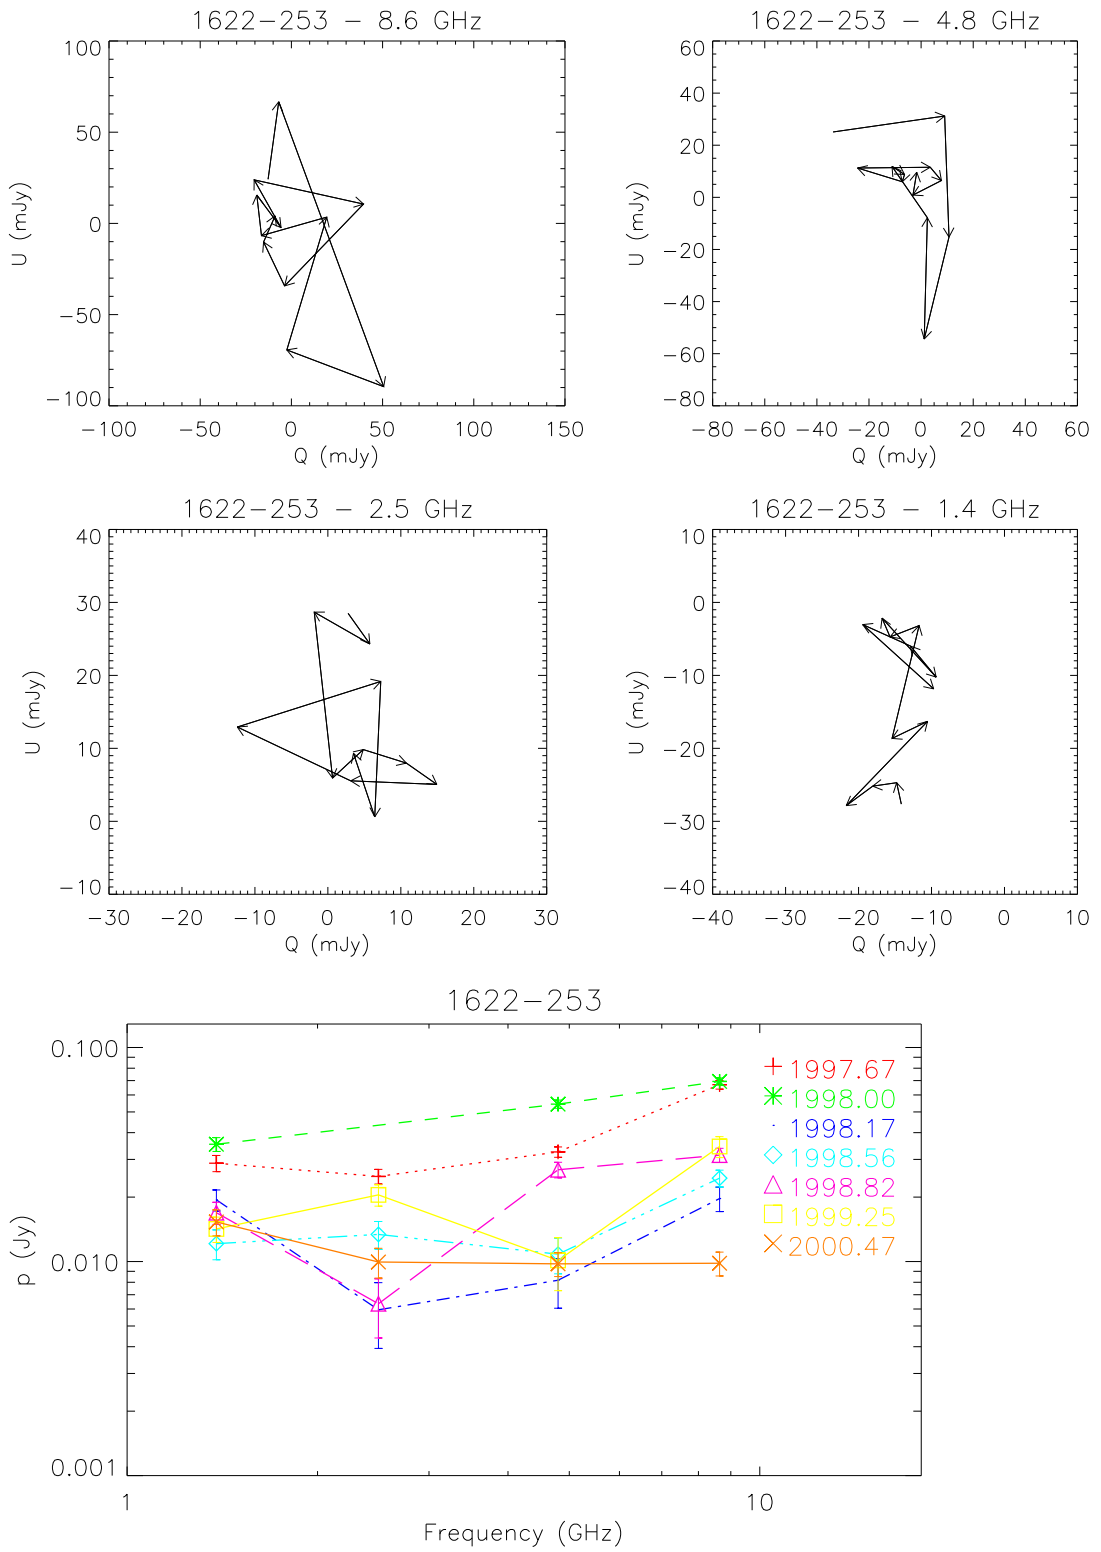 1622-253 - 8.6 GHz
100
50
0
-50
-100
U (mJy)
-100 -50 0 50 100 150
Q (mJy)
1622-253 - 4.8 GHz
60
40
20
0
-20
-40
-60
-80
U (mJy)
-80 -60 -40 -20 0 20 40 60
Q (mJy)
1622-253 - 2.5 GHz
40
30
20
10
0
-10
U (mJy)
-30 -20 -10 0 10 20 30
Q (mJy)
1622-253 - 1.4 GHz
10
0
-10
-20
-30
-40
U (mJy)
-40 -30 -20 -10 0 10
Q (mJy)
1622-253
0.100
0.010
0.001
p (Jy)
1 10
Frequency (GHz)
1997.67
1998.00
1998.17
1998.56
1998.82
1999.25
2000.47